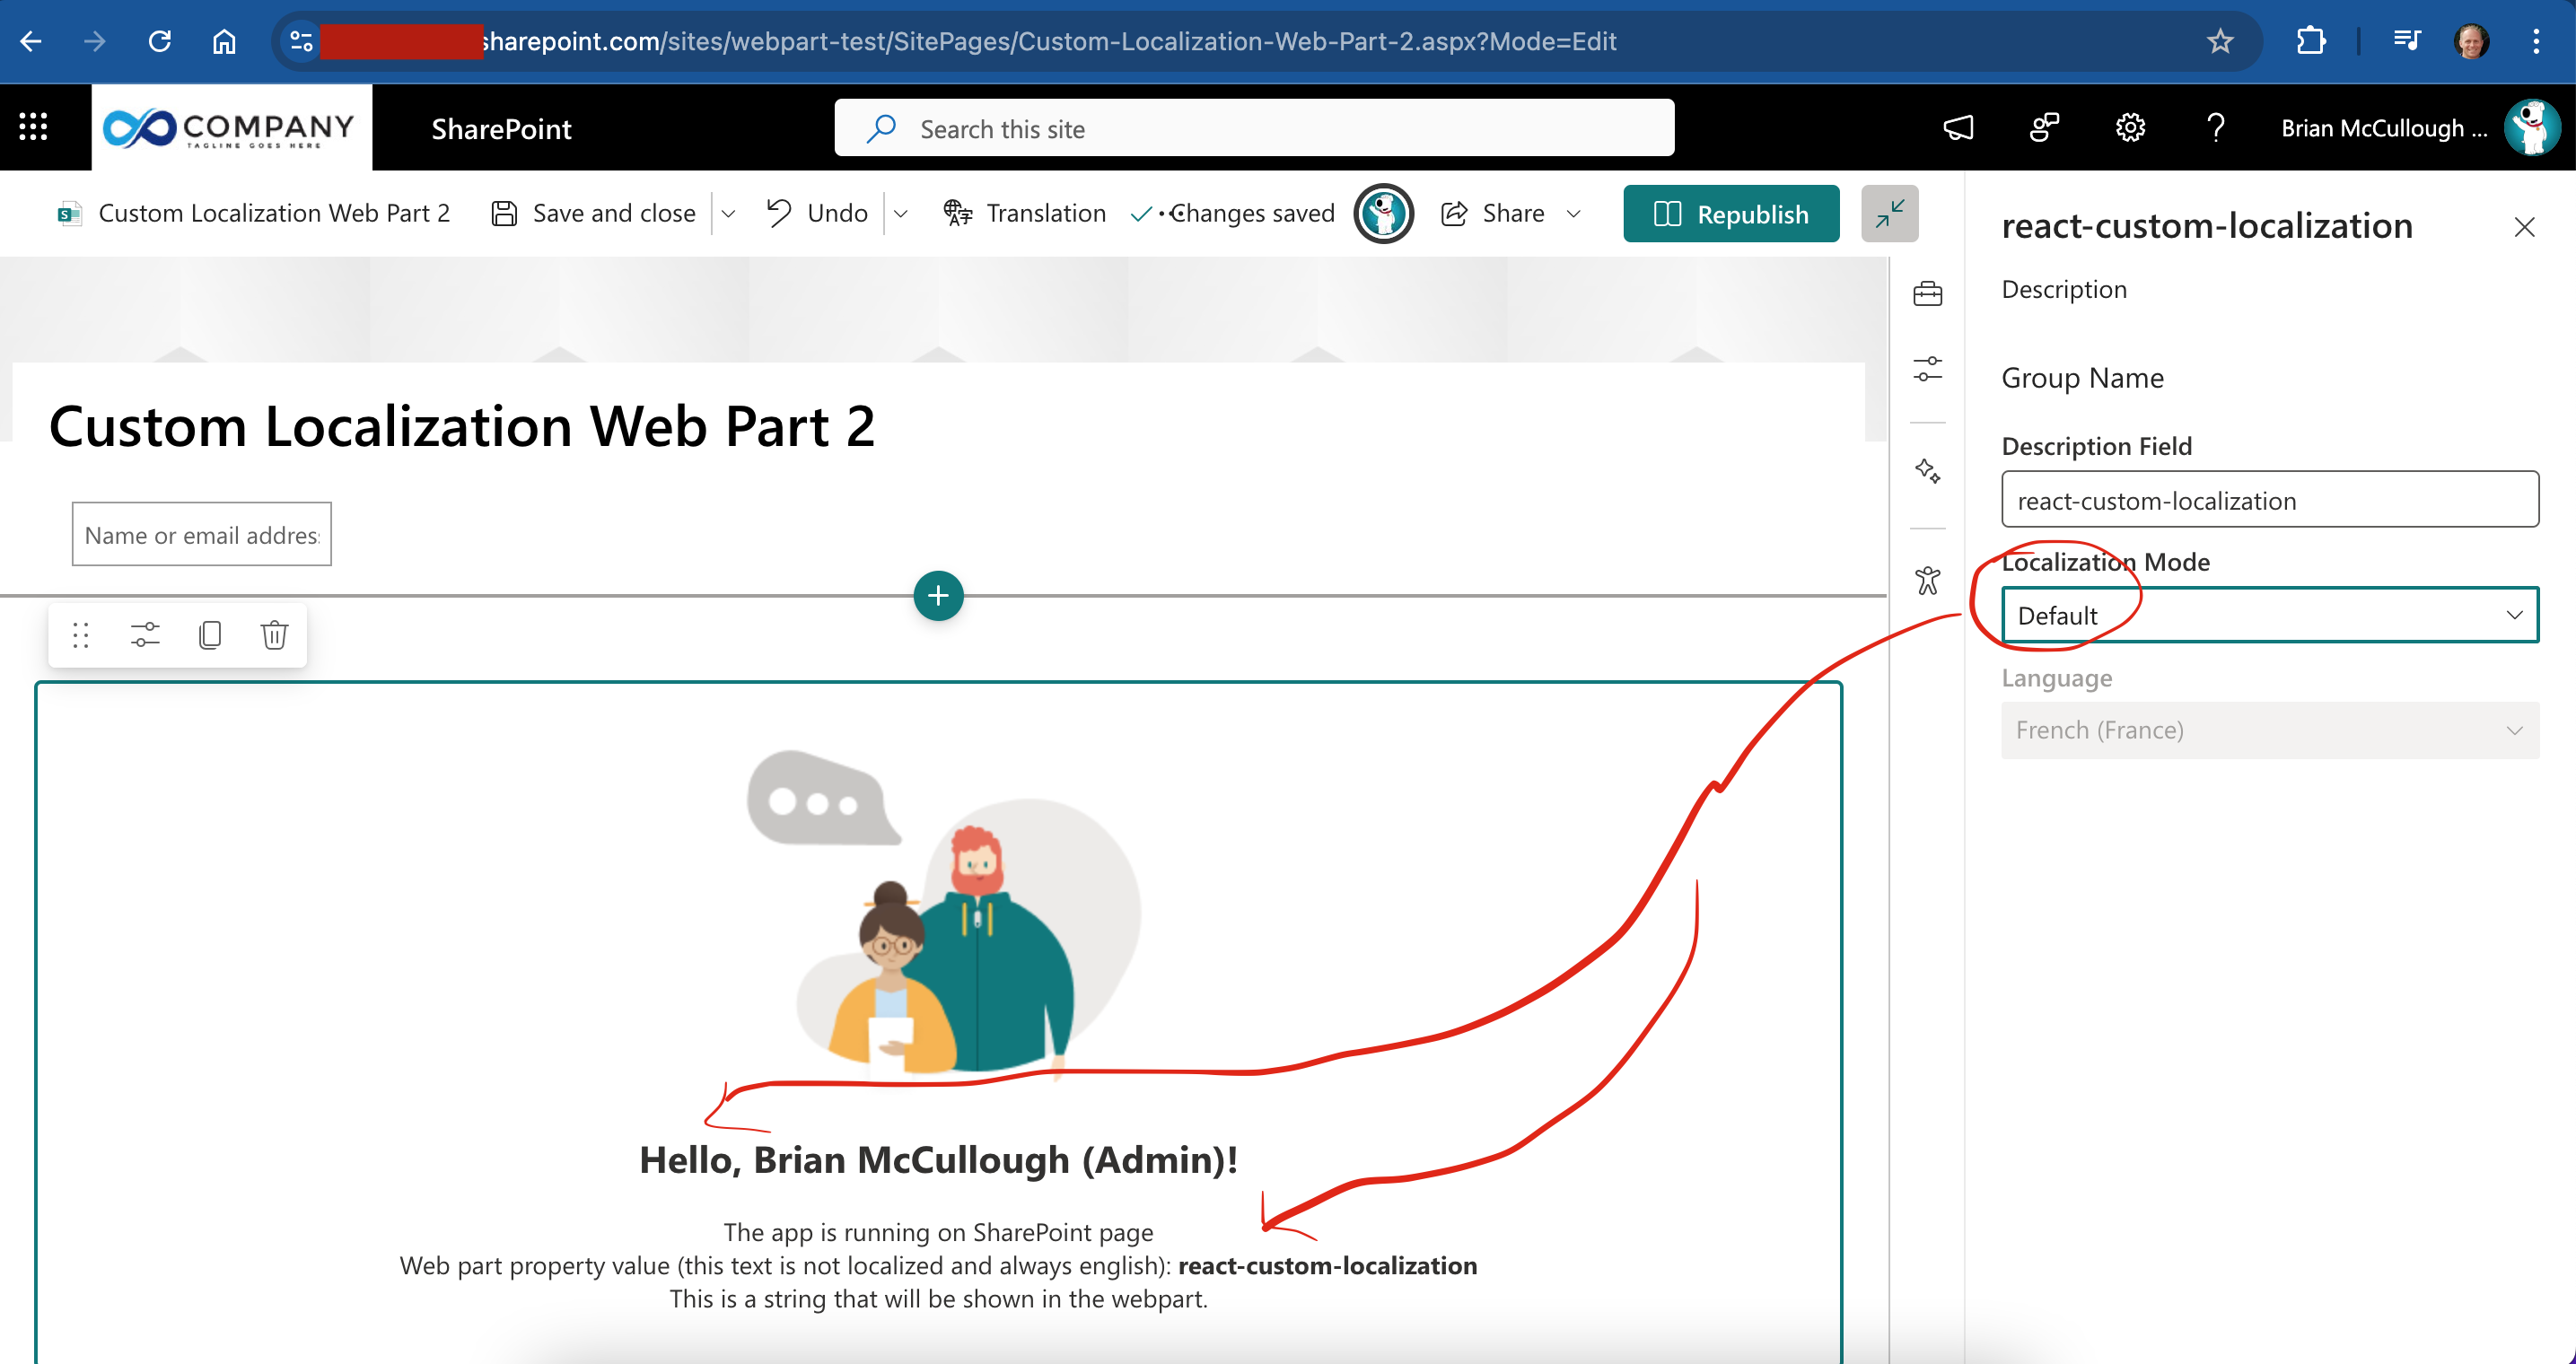 sharepoint.com/sites/webpart-test/SitePages/Custom-Localization-Web-Part-2.aspx?Mode=Edit
COMPANY
TAGLINE GOES HERE
SharePoint
Search this site
Brian McCullough ...
Custom Localization Web Part 2
Save and close
Undo
Translation
Changes saved
Share
Republish
Custom Localization Web Part 2
Name or email addres
Hello, Brian McCullough (Admin)!
The app is running on SharePoint page
Web part property value (this text is not localized and always english): react-custom-localization
This is a string that will be shown in the webpart.
react-custom-localization
Description
Group Name
Description Field
react-custom-localization
Localization Mode
Default
Language
French (France)